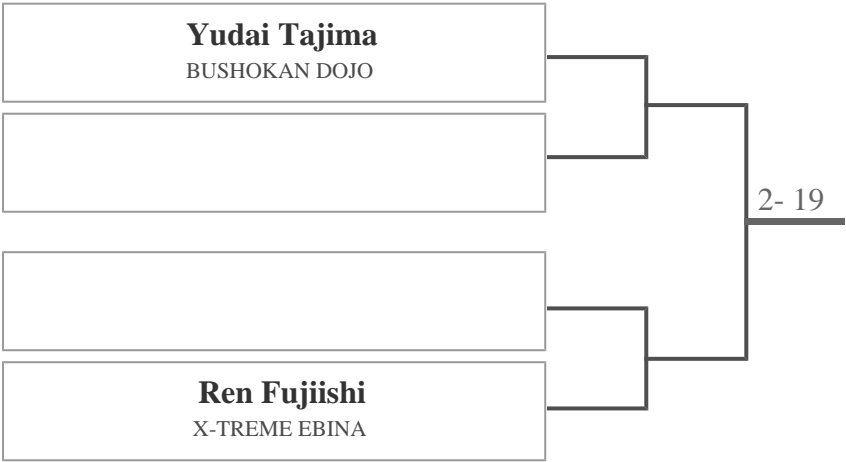 Yudai Tajima
BUSHOKAN DOJO
2- 19
Ren Fujiishi
X-TREME EBINA